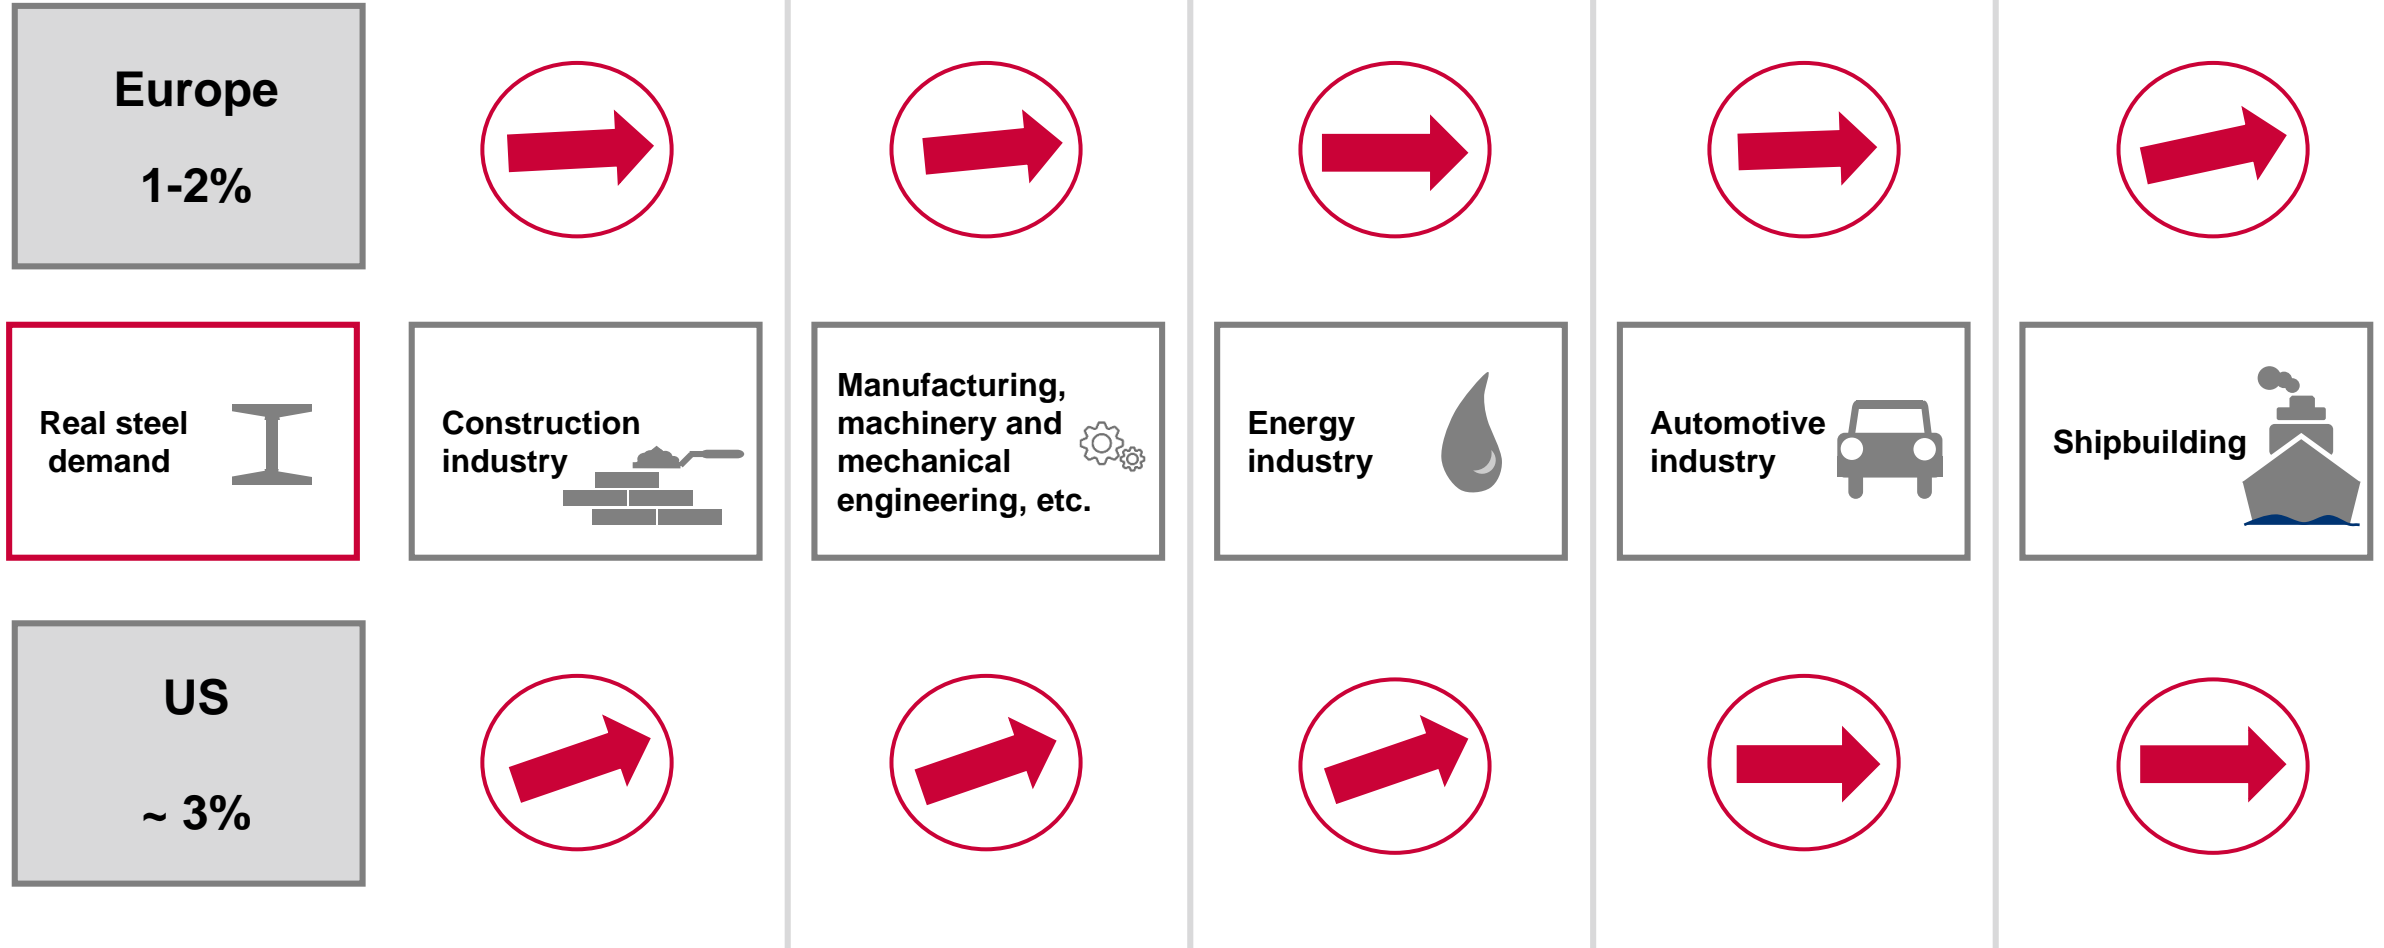 Europe
1-2%
Real steel
demand
Construction
industry
Manufacturing,
machinery and
mechanical
engineering, etc.
Energy
industry
Automotive
industry
Shipbuilding
US
~ 3%